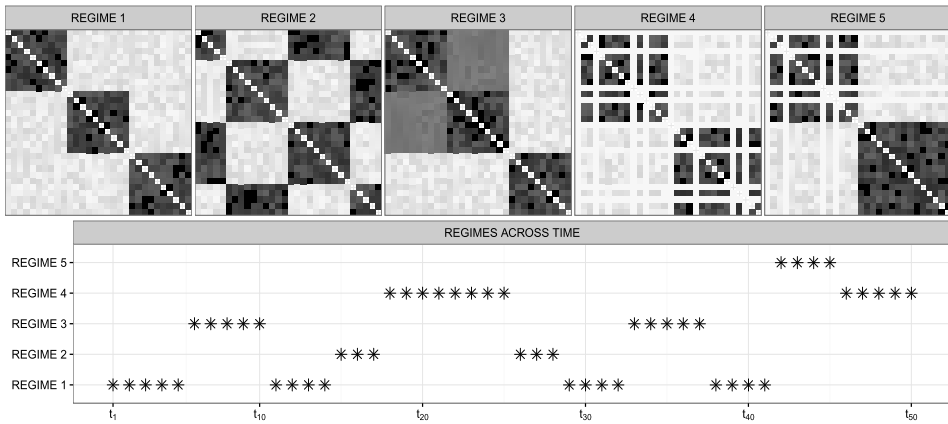 REGIME 1 REGIME 2 REGIME 3 REGIME 4 REGIME 5
REGIMES ACROSS TIME
REGIME 5
REGIME 4
REGIME 3
REGIME 2
REGIME 1
t1 t10 t20 t30 t40 t50